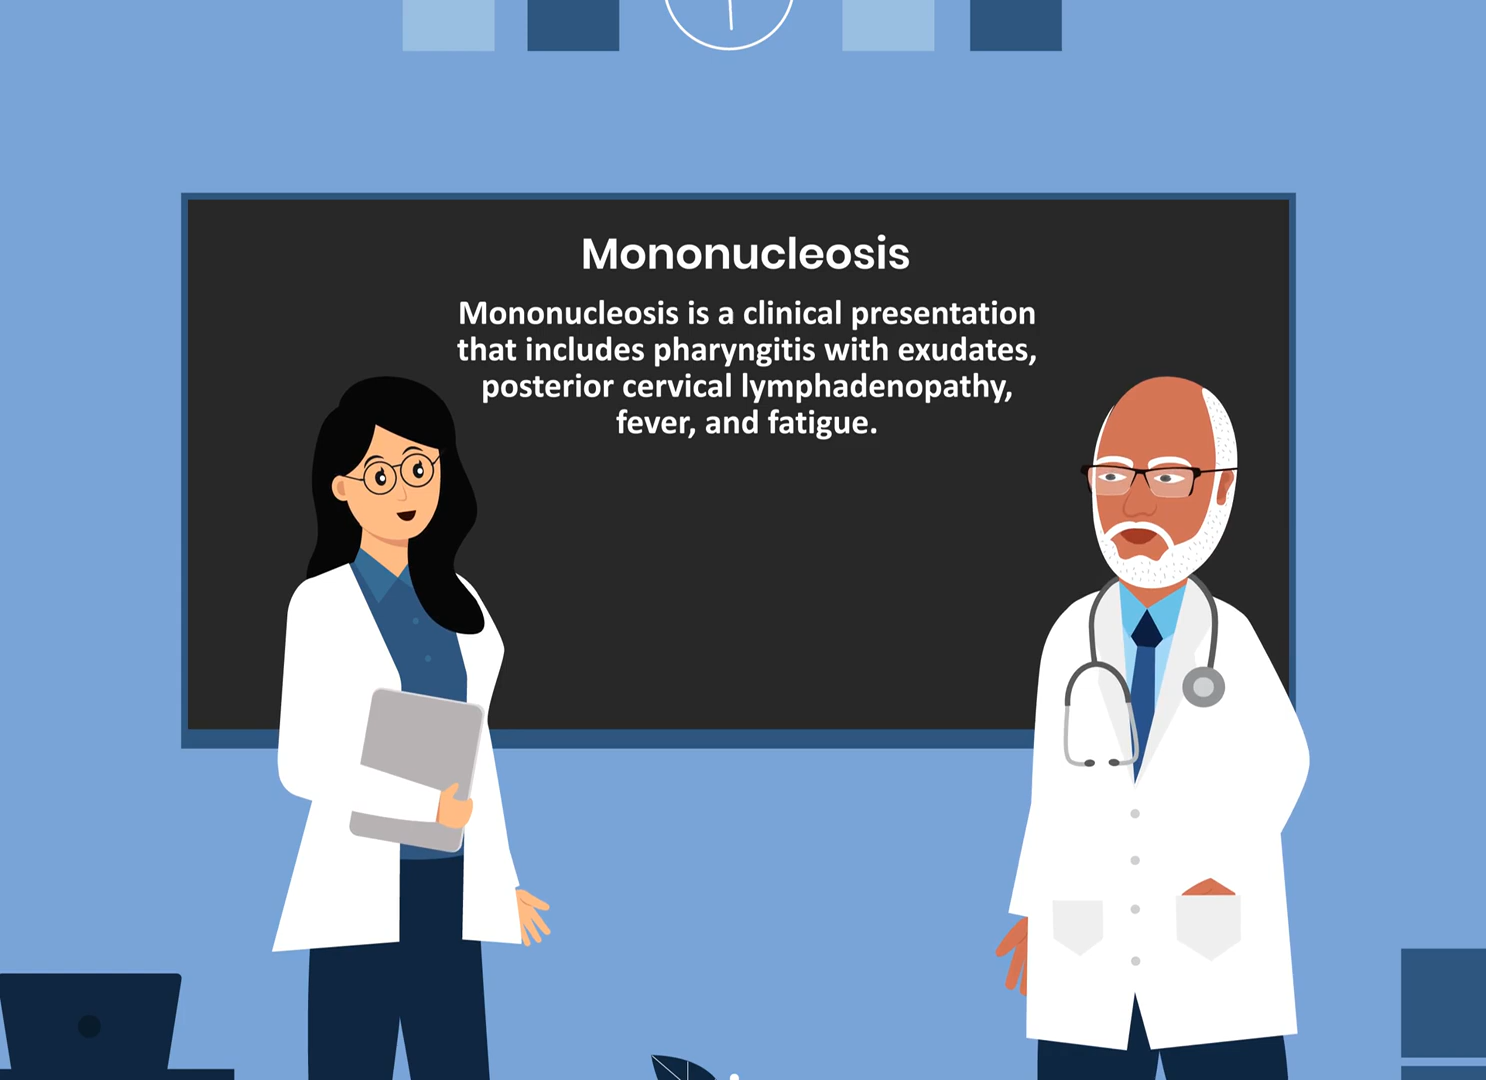 Mononucleosis
Mononucleosis is a clinical presentation
that includes pharyngitis with exudates,
posterior cervical lymphadenopathy,
fever, and fatigue.